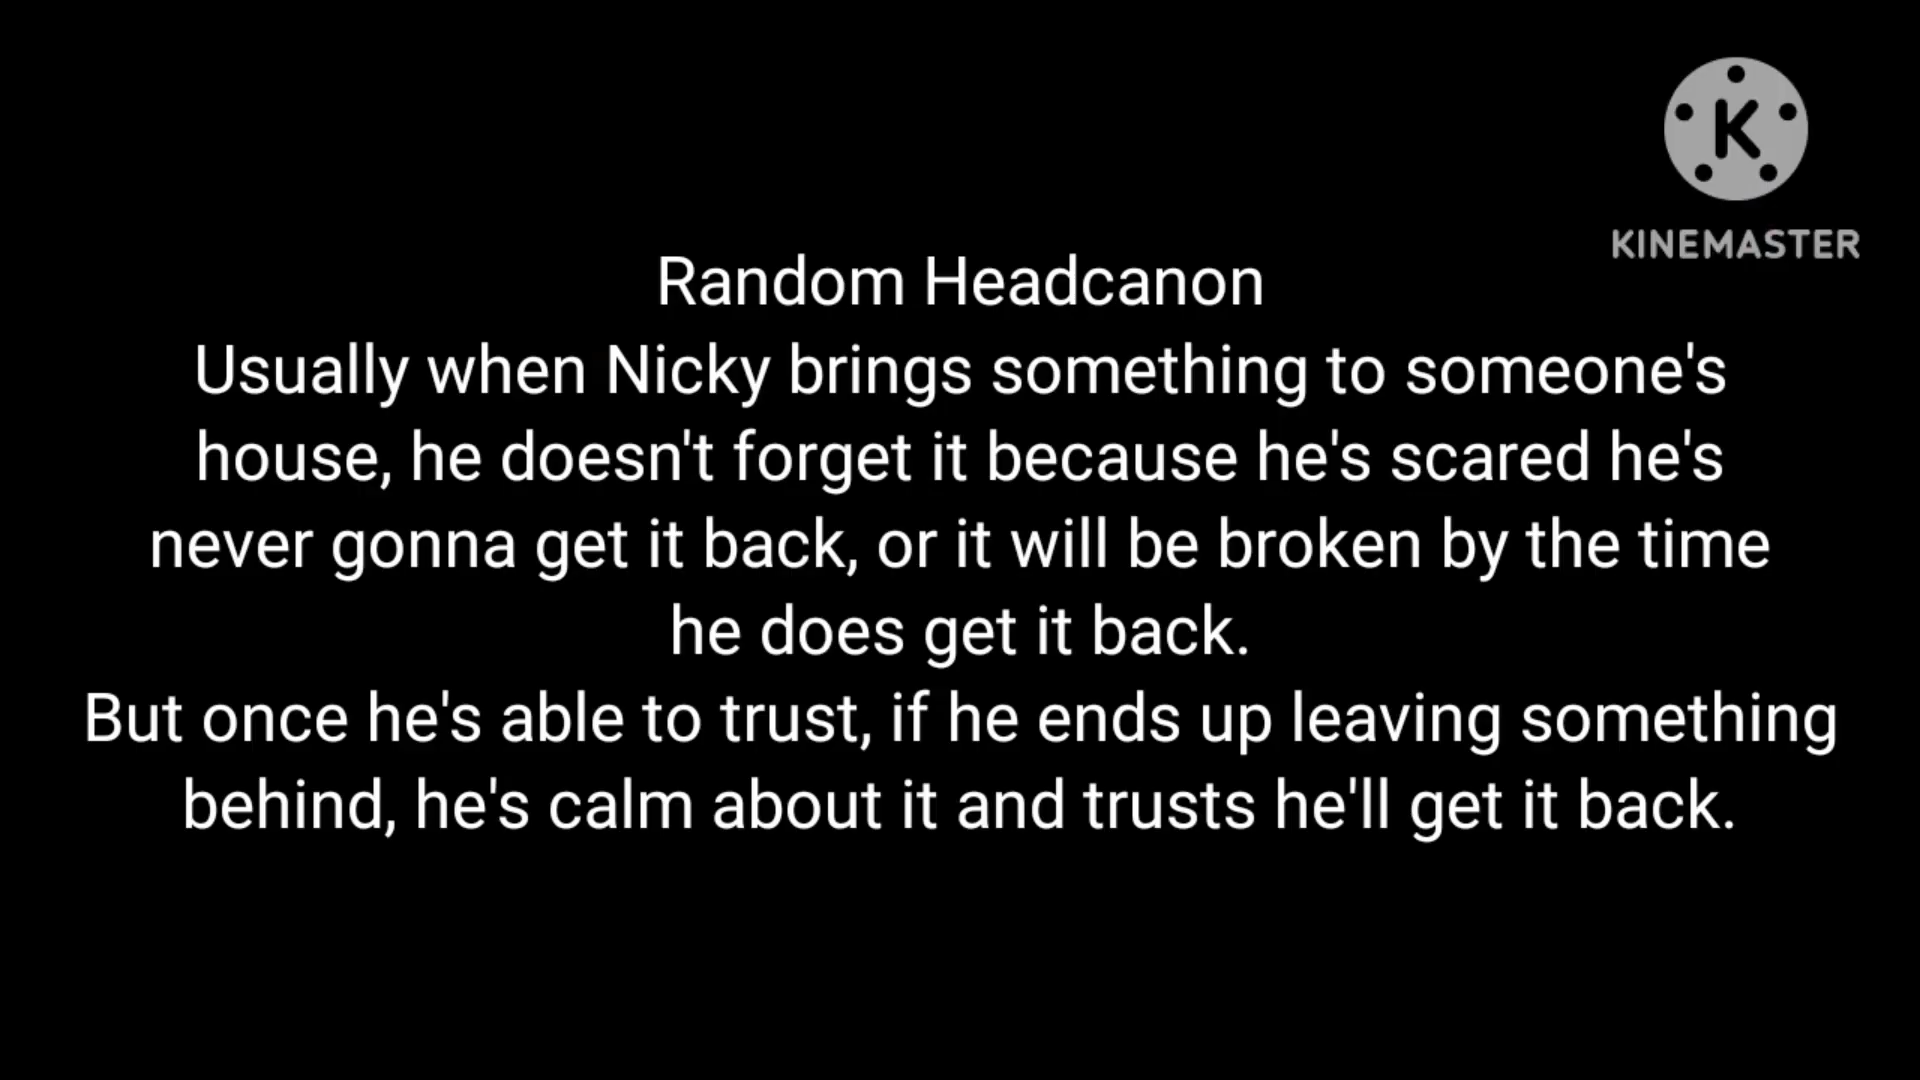 KINEMASTER
Random Headcanon
Usually when Nicky brings something to someone's
house, he doesn't forget it because he's scared he's
never gonna get it back, or it will be broken by the time
he does get it back.
But once he's able to trust, if he ends up leaving something
behind, he's calm about it and trusts he'll get it back.